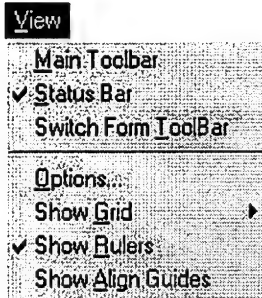 View
Main Toolbar
Status Bar
Switch Form ToolBar
Options...
Show Grid
Show Rulers
Show Align Guides